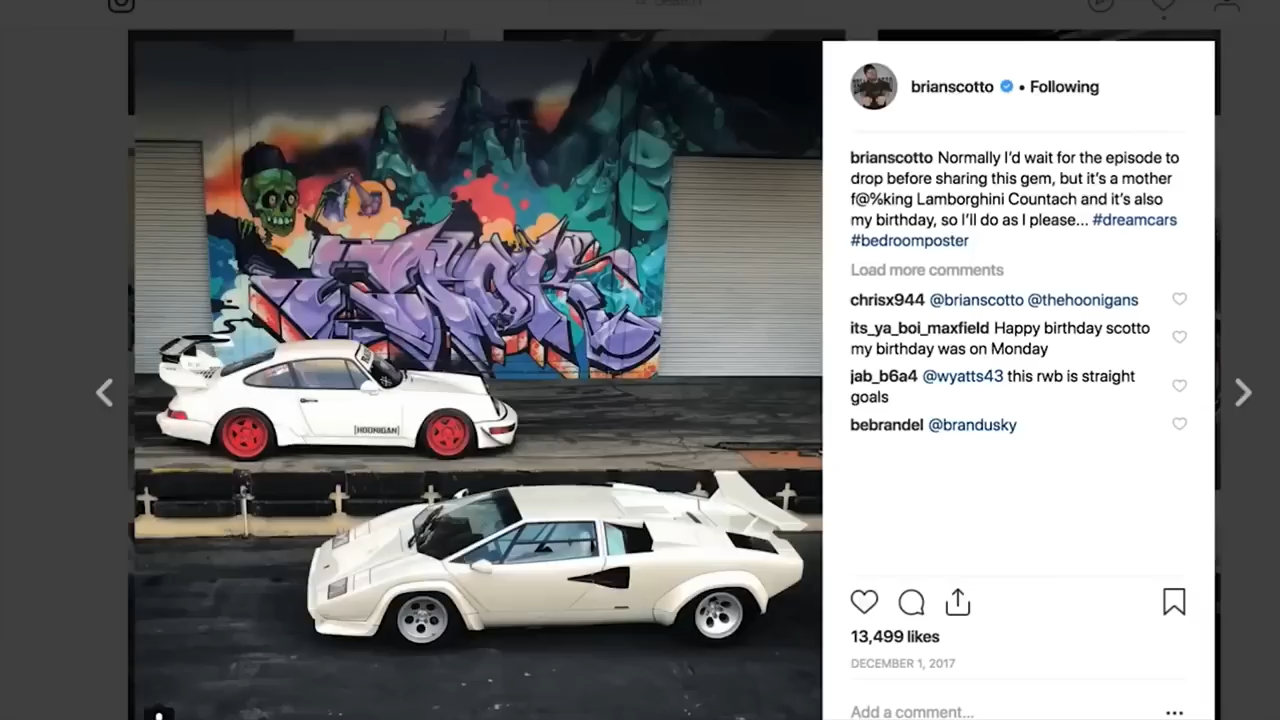 brianscotto • Following
brianscotto Normally I'd wait for the episode to
drop before sharing this gem, but it's a mother
f@%king Lamborghini Countach and it's also
my birthday, so I'll do as I please... #dreamcars
#bedroomposter
Load more comments
chrisx944 @brianscotto @thehoonigans
its_ya_boi_maxfield Happy birthday scotto
my birthday was on Monday
jab_b6a4 @wyatts43 this rwb is straight
goals
bebrandel @brandusky
[HOONIGAN]
13,499 likes
DECEMBER 1, 2017
Add a comment...